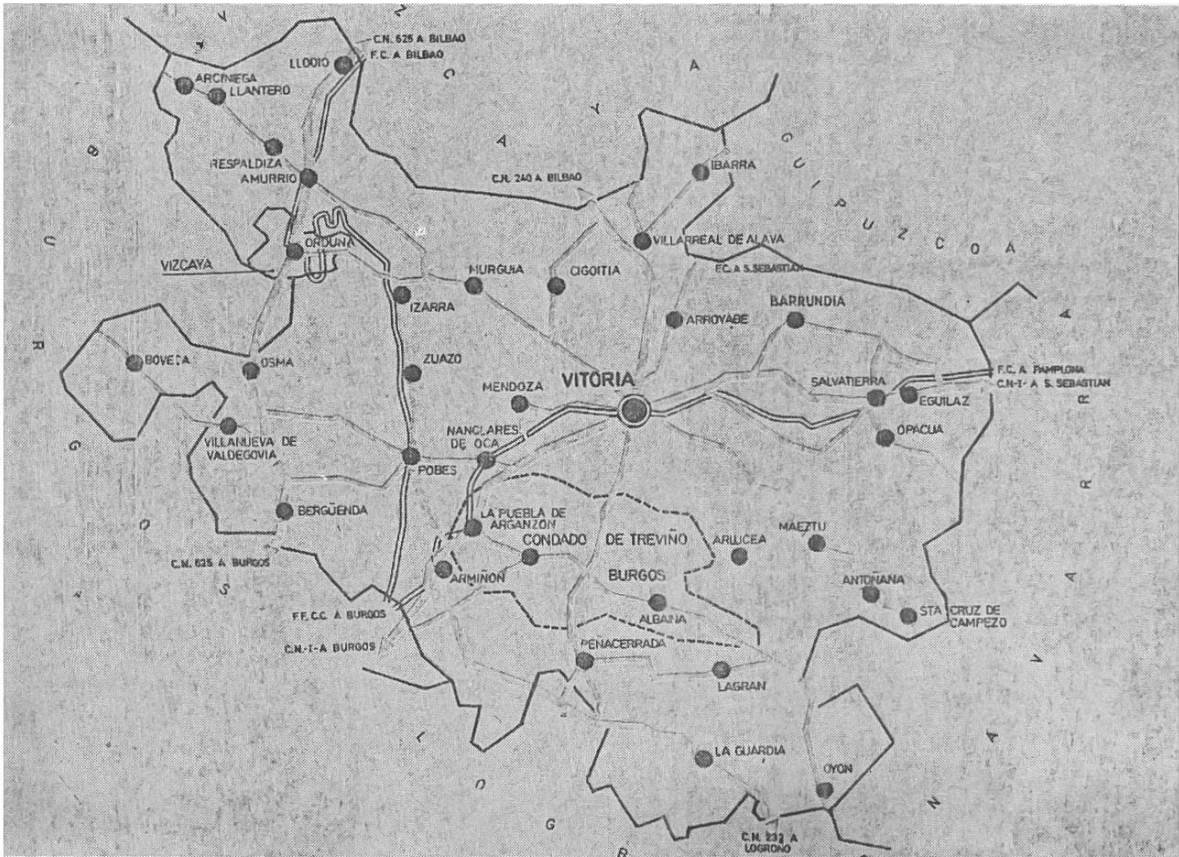 VIZCAYA
C.N. 625 A BILBAO
F.C. A BILBAO
LLODIO
ARCINIEGA
LLANTERO
RESPALDIZA
AMURRIO
IBARRA
C.N. 240 A BILBAO
GUIPUZCOA
ORDUÑA
VILLARREAL DE ALAVA
VIZCAYA
MURGUIA
CIGOITIA
F.C. A S. SEBASTIAN
IZARRA
ARROYABE
BARRUNDIA
BOVEDA
OSMA
ZUAZO
VITORIA
F.C. A PAMPLONA
C.N-I- A S. SEBASTIAN
MENDOZA
SALVATIERRA
EGUILAZ
VILLANUEVA DE
VALDEGOVIA
NANCLARES
DE OCA
OPACUA
POBES
BERGÜENDA
LA PUEBLA DE
ARGANZON
CONDADO DE TREVIÑO
ARLUCEA
MAEZTU
C.N. 625 A BURGOS
ARMIÑON
BURGOS
ANTOÑANA
ALBAINA
STA CRUZ DE
CAMPEZO
F.F.C.C. A BURGOS
C.N.-I-A BURGOS
PEÑACERRADA
LAGRAN
LA GUARDIA
OYON
C.N. 232 A
LOGROÑO
BURGOS
NAVARRA
LOGR